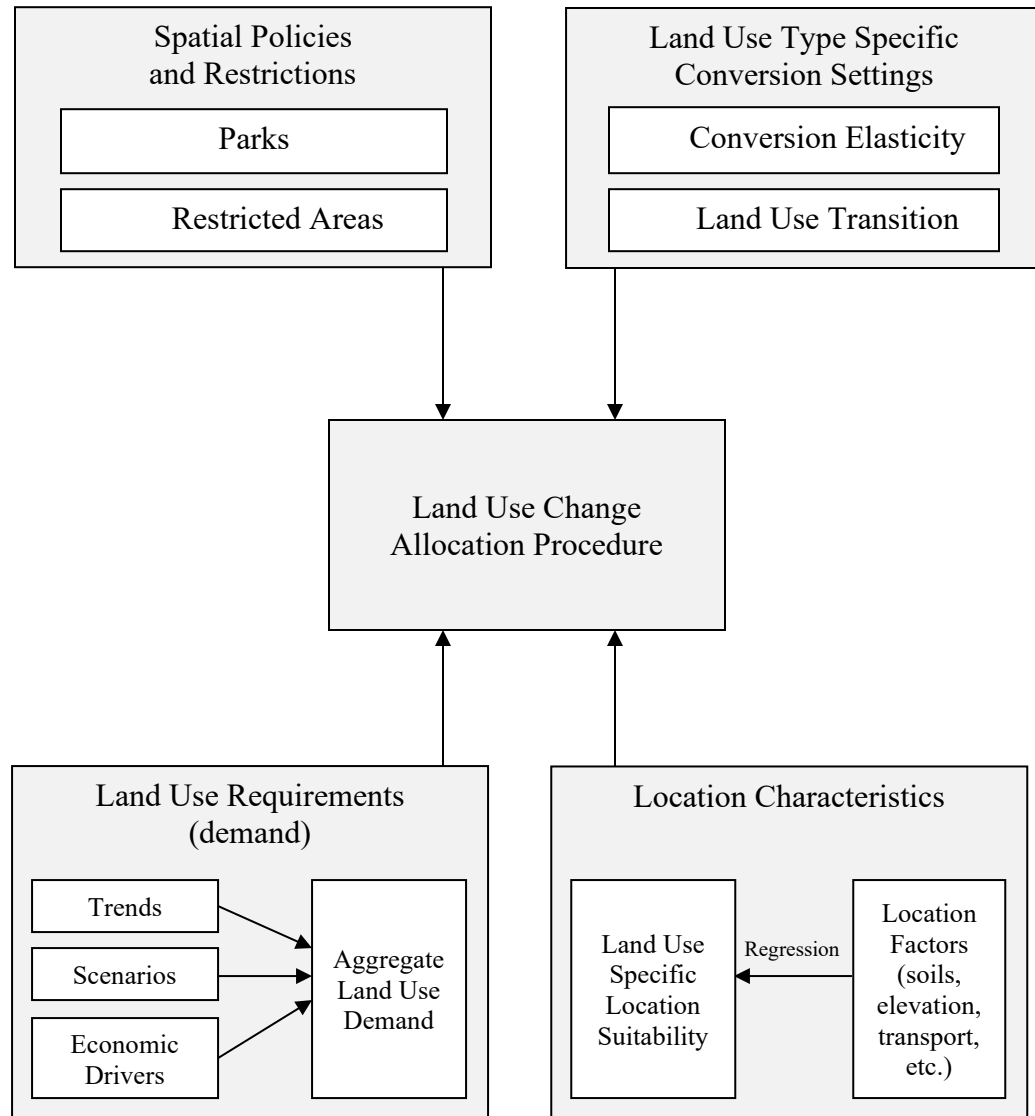 Spatial Policies
and Restrictions
Parks
Restricted Areas
Land Use Type Specific
Conversion Settings
Conversion Elasticity
Land Use Transition
Land Use Change
Allocation Procedure
Land Use Requirements
(demand)
Trends
Scenarios
Economic
Drivers
Aggregate
Land Use
Demand
Location Characteristics
Land Use
Specific
Location
Suitability
Regression
Location
Factors
(soils,
elevation,
transport,
etc.)